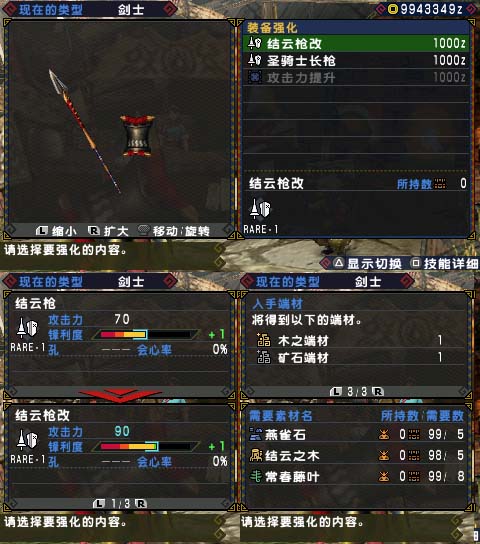 现在的类型 剑士
9943349z
装备强化
结云枪改 1000z
圣骑士长枪 1000z
攻击力提升 1000z
结云枪改 所持数 0
RARE-1
L 缩小 R 扩大 移动/旋转
请选择要强化的内容。
△显示切换 □技能详细
现在的类型 剑士
结云枪
攻击力 70
锋利度 +1
RARE-1 孔 --- 会心率 0%
结云枪改
攻击力 90
锋利度 +1
RARE-1 孔 --- 会心率 0%
L 1/3 R
请选择要强化的内容。
现在的类型 剑士
入手端材
将得到以下的端材。
木之端材 1
矿石端材 1
L 3/3 R
需要素材名 所持数/需要数
燕雀石 0 99/ 5
结云之木 0 98/ 5
常春藤叶 0 99/ 8
请选择要强化的内容。